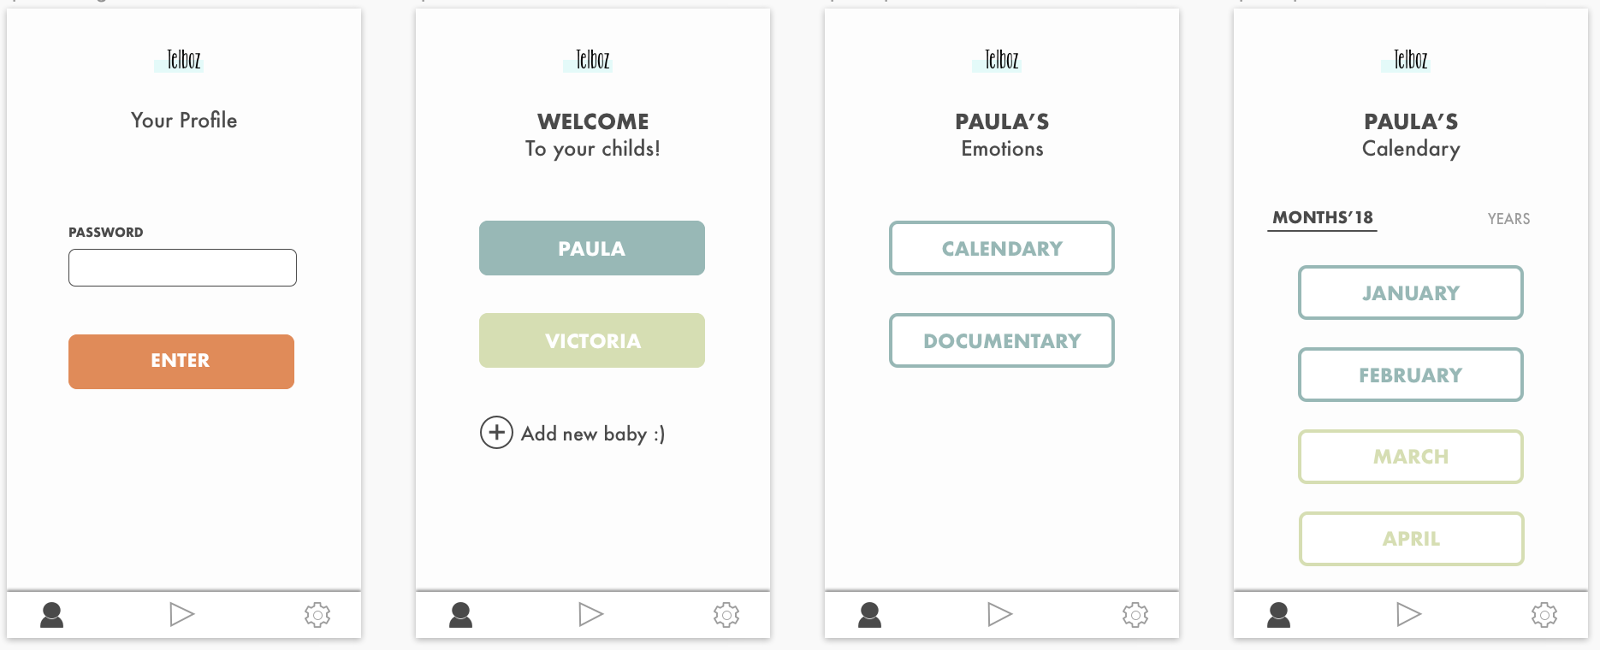 Telboz
Your Profile
PASSWORD
ENTER
Telboz
WELCOME
To your childs!
PAULA
VICTORIA
Add new baby :)
Telboz
PAULA'S
Emotions
CALENDARY
DOCUMENTARY
Telboz
PAULA'S
Calendary
MONTHS'18
YEARS
JANUARY
FEBRUARY
MARCH
APRIL